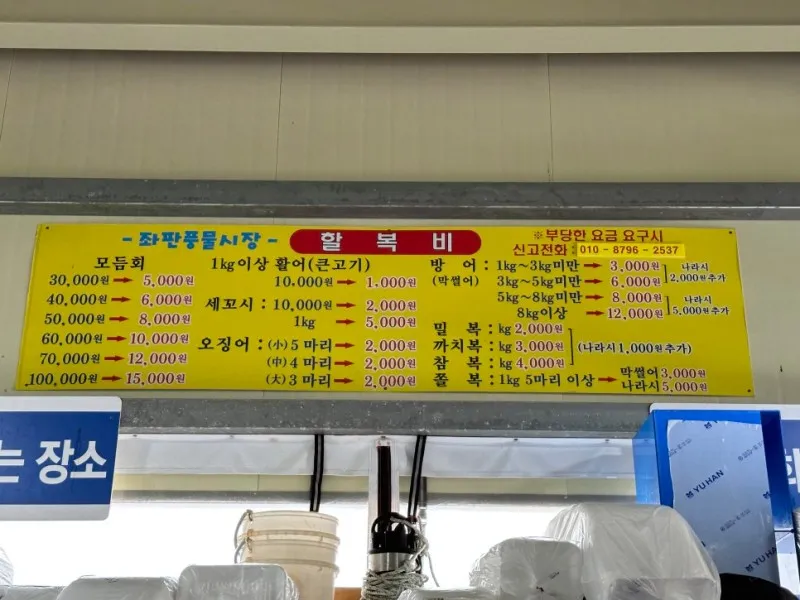 - 좌판풍물시장 -
할 복 비
※ 부당한 요금 요구시
신고전화 : 010 - 8796 - 2537
모듬회
30,000원 → 5,000원
40,000원 → 6,000원
50,000원 → 8,000원
60,000원 → 10,000원
70,000원 → 12,000원
100,000원 → 15,000원
1kg이상 활어(큰고기)
10,000원 → 1,000원
세꼬시 : 10,000원 → 2,000원
1kg → 5,000원
오징어 : (小) 5 마리 → 2,000원
(中) 4 마리 → 2,000원
(大) 3 마리 → 2,000원
방 어 : 1kg~3kg미만 → 3,000원
(막썰어) 3kg~5kg미만 → 6,000원
나라시
2,000원추가
5kg~8kg미만 → 8,000원
8kg이상 → 12,000원
나라시
5,000원추가
밀 복 : kg 2,000원
까치복 : kg 3,000원
참 복 : kg 4,000원
(나라시1,000원추가)
쫄 복 : 1kg 5마리 이상 → 막썰어3,000원
나라시5,000원
는 장소
YU HAN
YU HAN